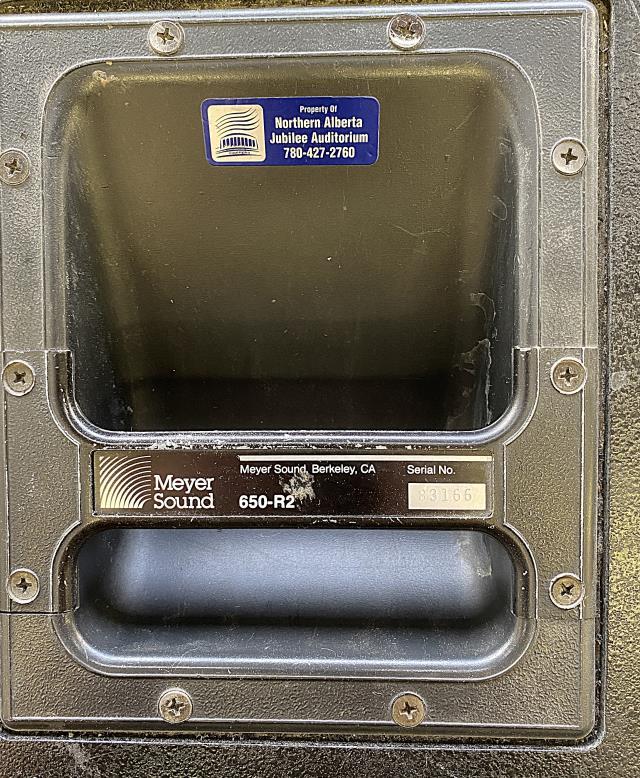 Property Of
Northern Alberta
Jubilee Auditorium
780-427-2760
Meyer Sound, Berkeley, CA
Serial No.
Meyer
Sound
650-R2
83166